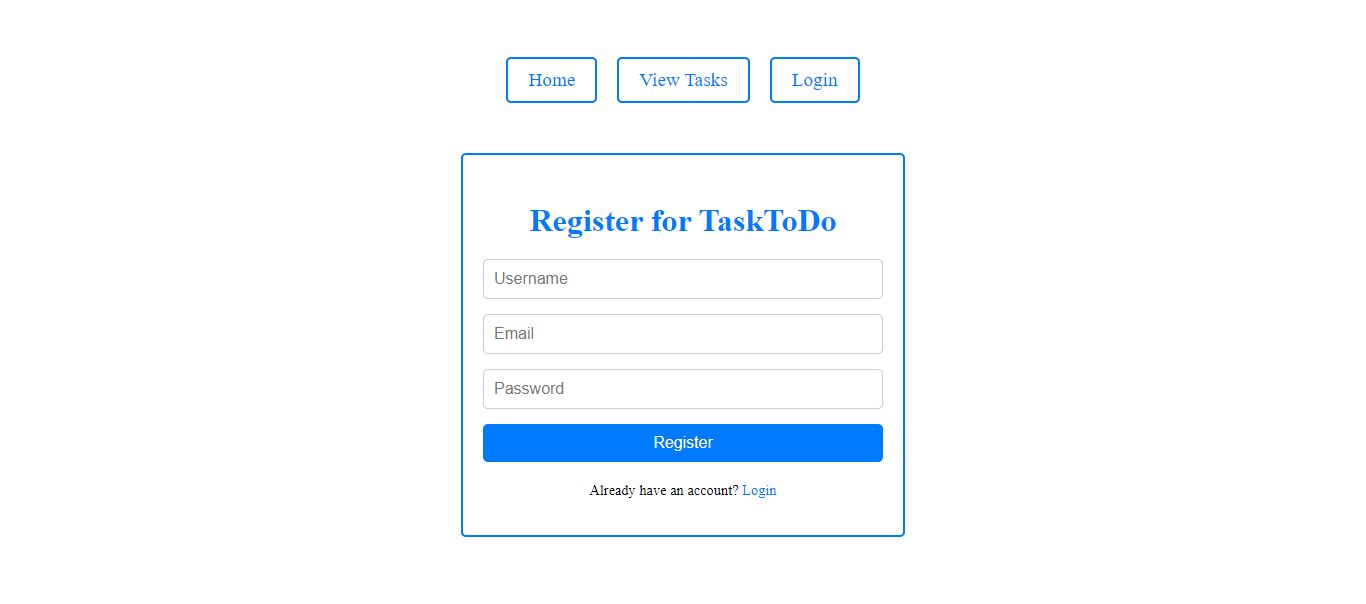 Home View Tasks Login
Register for TaskToDo
Username
Email
Password
Register
Already have an account? Login